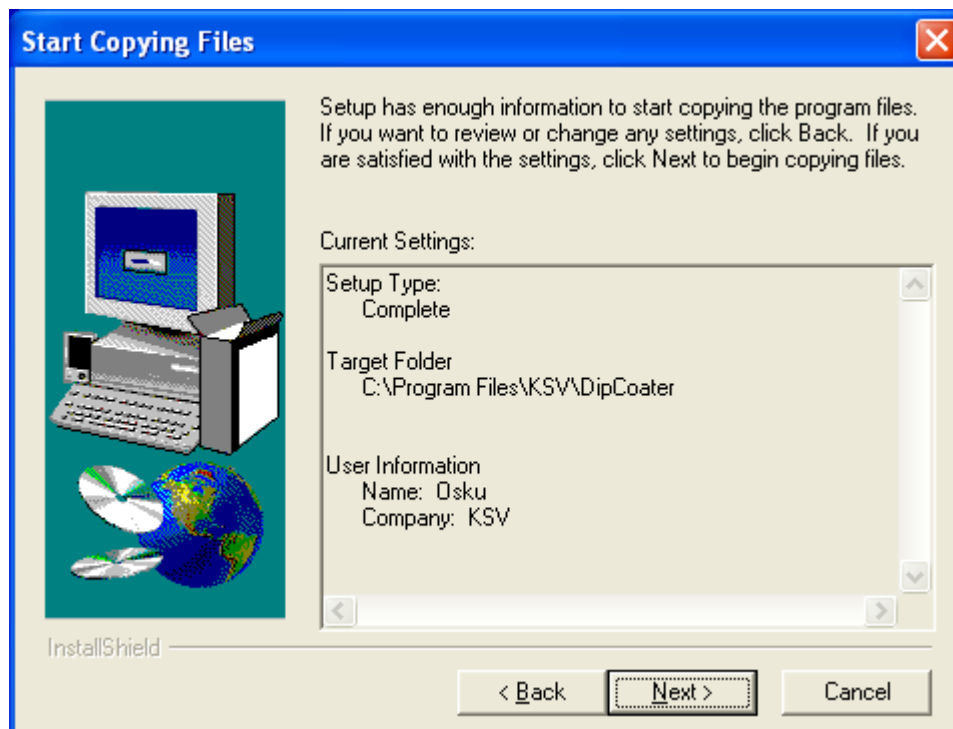 Start Copying Files
Setup has enough information to start copying the program files.
If you want to review or change any settings, click Back.  If you
are satisfied with the settings, click Next to begin copying files.
Current Settings:
Setup Type:
Complete
Target Folder
C:\Program Files\KSV\DipCoater
User Information
Name:  Osku
Company:  KSV
InstallShield
< Back
Next >
Cancel